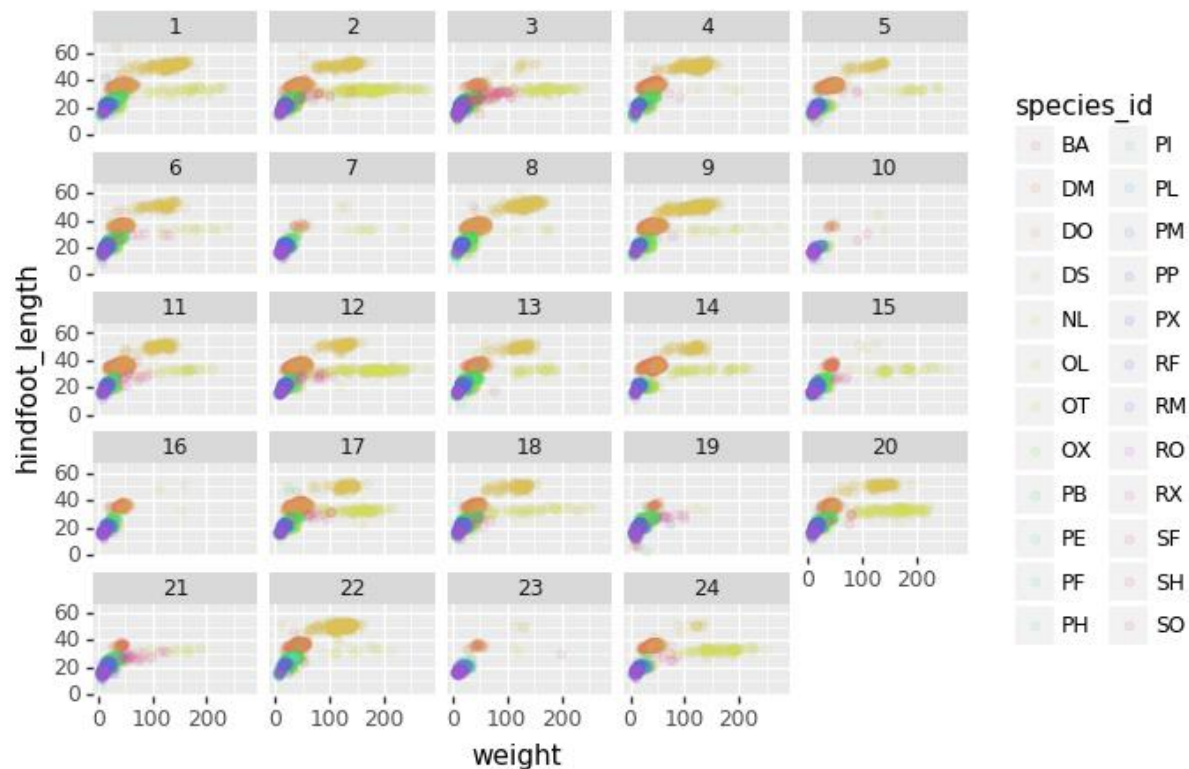 1 2 3 4 5
60
40
20
0
6 7 8 9 10
60
40
20
0
11 12 13 14 15
60
40
20
0
16 17 18 19 20
60
40
20
0
0 100 200
21 22 23 24
60
40
20
0
0 100 200 0 100 200 0 100 200 0 100 200
weight
hindfoot_length
species_id
BA PI
DM PL
DO PM
DS PP
NL PX
OL RF
OT RM
OX RO
PB RX
PE SF
PF SH
PH SO